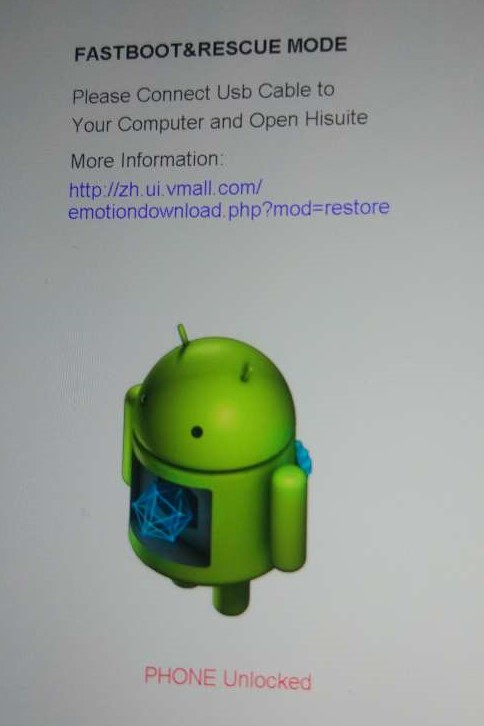 FASTBOOT&RESCUE MODE
Please Connect Usb Cable to
Your Computer and Open Hisuite
More Information:
http://zh.ui.vmall.com/
emotiondownload.php?mod=restore
PHONE Unlocked